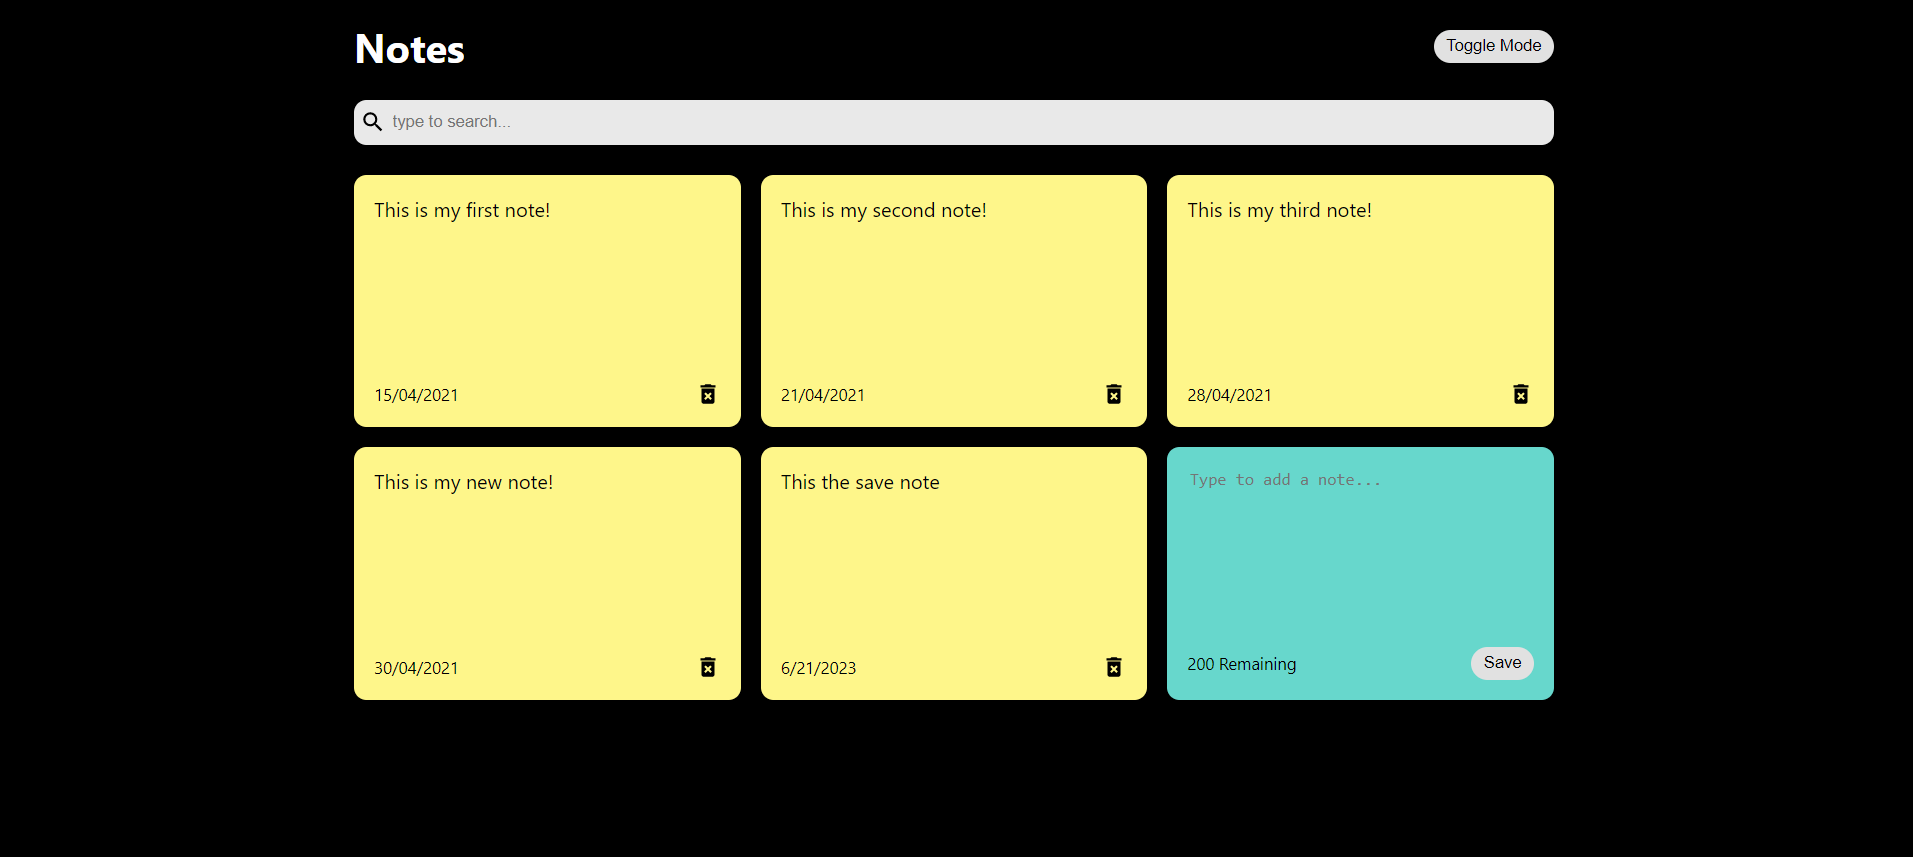 Notes
Toggle Mode
type to search...
This is my first note!
15/04/2021
This is my second note!
21/04/2021
This is my third note!
28/04/2021
This is my new note!
30/04/2021
This the save note
6/21/2023
Type to add a note...
200 Remaining
Save